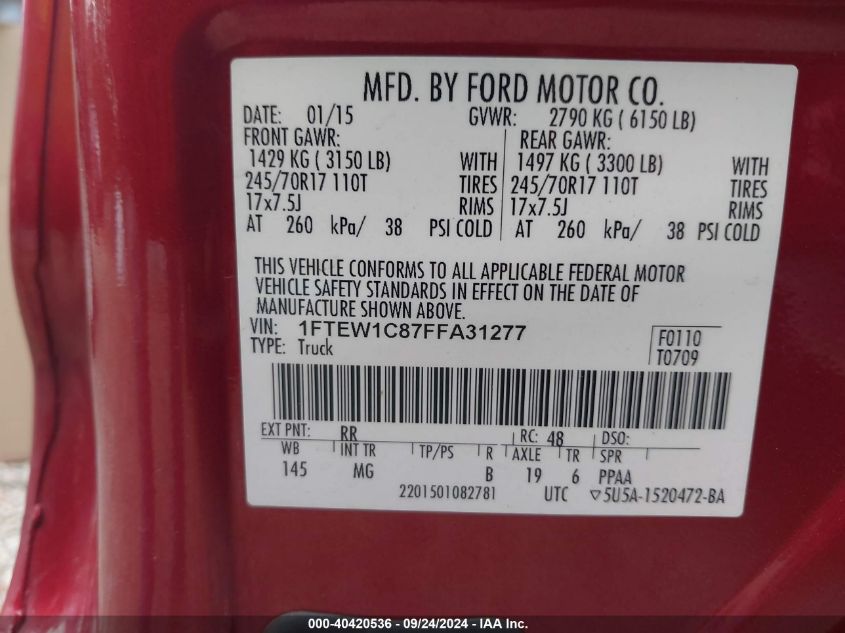 MFD. BY FORD MOTOR CO.
DATE: 01/15 GVWR: 2790 KG ( 6150 LB)
FRONT GAWR: REAR GAWR:
1429 KG ( 3150 LB) WITH 1497 KG ( 3300 LB) WITH
245/70R17 110T TIRES 245/70R17 110T TIRES
17x7.5J RIMS 17x7.5J RIMS
AT 260 kPa/ 38 PSI COLD AT 260 kPa/ 38 PSI COLD
THIS VEHICLE CONFORMS TO ALL APPLICABLE FEDERAL MOTOR
VEHICLE SAFETY STANDARDS IN EFFECT ON THE DATE OF
MANUFACTURE SHOWN ABOVE.
VIN: 1FTEW1C87FFA31277 F0110
TYPE: Truck T0709
EXT PNT: RR RC: 48 DSO:
WB INT TR TP/PS R AXLE TR SPR
145 MG B 19 6 PPAA
2201501082781 UTC ▽5U5A-1520472-BA
000-40420536 - 09/24/2024 - IAA Inc.